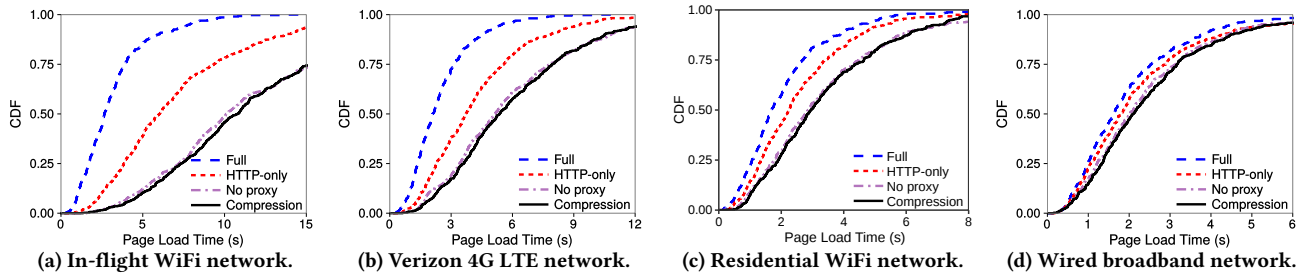 1.00
0.75
0.50
0.25
0.00
CDF
Full
HTTP-only
No proxy
Compression
0 5 10 15
Page Load Time (s)
(a) In-flight WiFi network.
1.00
0.75
0.50
0.25
0.00
CDF
Full
HTTP-only
No proxy
Compression
0 3 6 9 12
Page Load Time (s)
(b) Verizon 4G LTE network.
1.00
0.75
0.50
0.25
0.00
CDF
Full
HTTP-only
No proxy
Compression
0 2 4 6 8
Page Load Time (s)
(c) Residential WiFi network.
1.00
0.75
0.50
0.25
0.00
CDF
Full
HTTP-only
No proxy
Compression
0 1 2 3 4 5 6
Page Load Time (s)
(d) Wired broadband network.